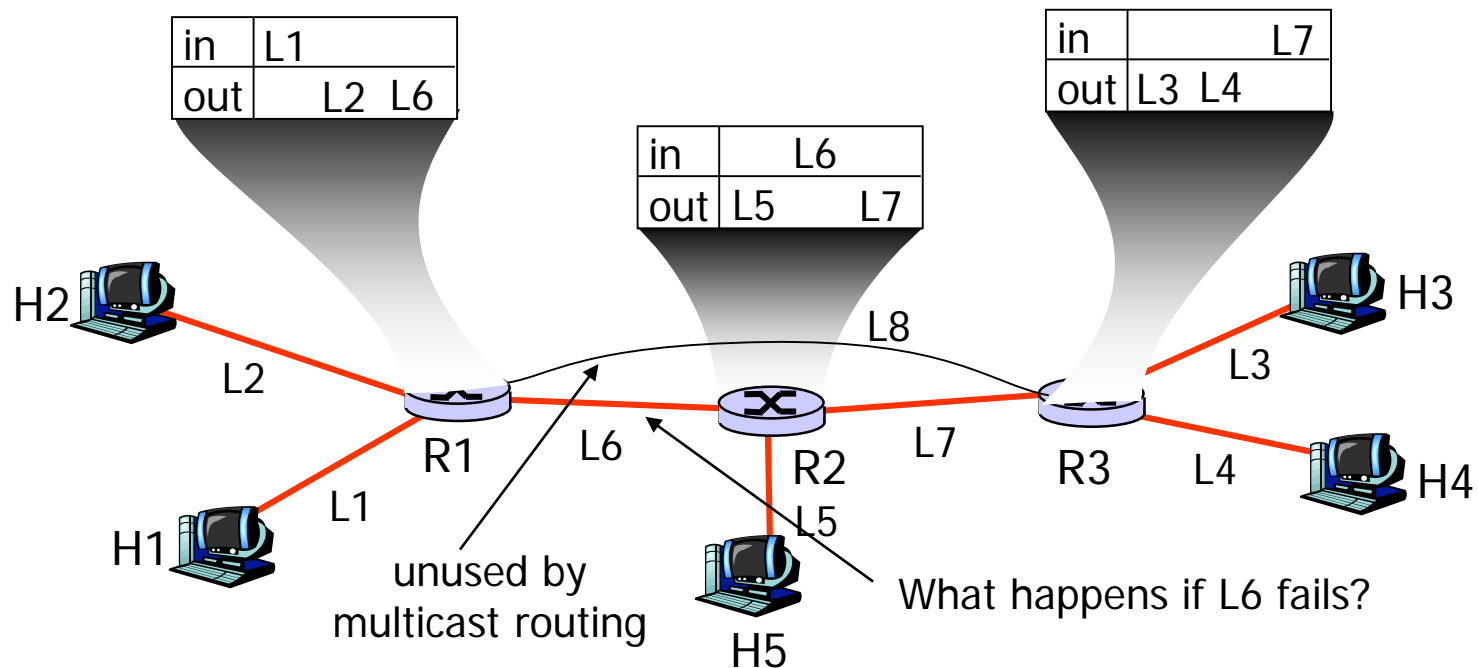 in L1
out L2 L6
in L7
out L3 L4
in L6
out L5 L7
H2
H3
L8
L2
L3
R1
L6
R2
L7
R3
L4
H4
L1
L5
H1
unused by
multicast routing
What happens if L6 fails?
H5